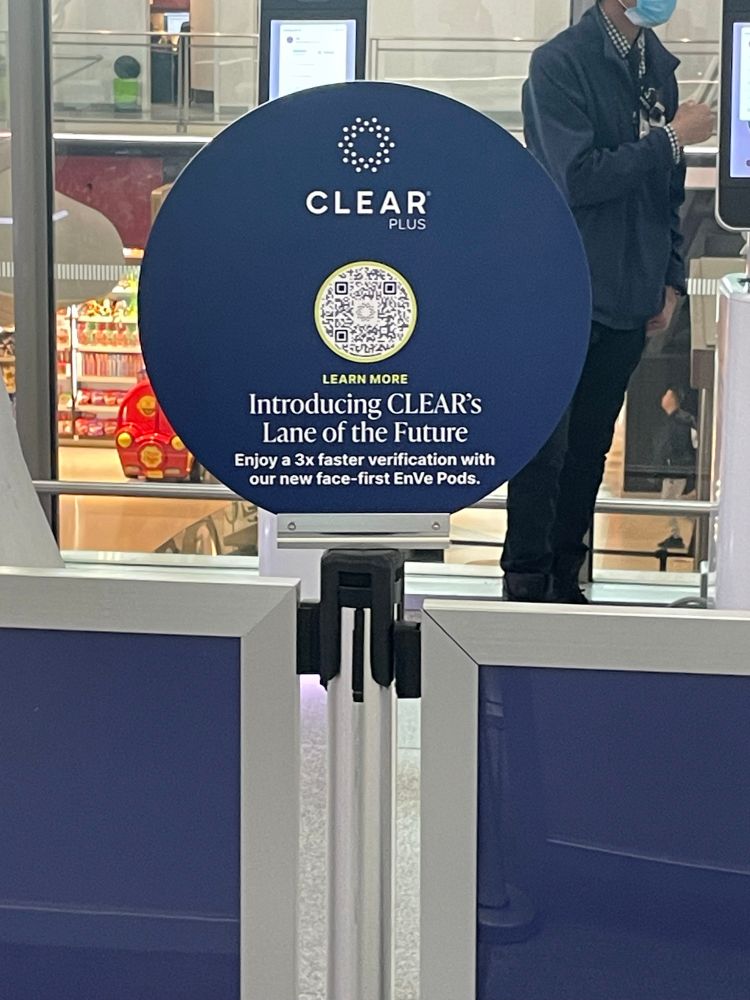 CLEAR
PLUS
LEARN MORE
Introducing CLEAR's
Lane of the Future
Enjoy a 3x faster verification with
our new face-first EnVe Pods.